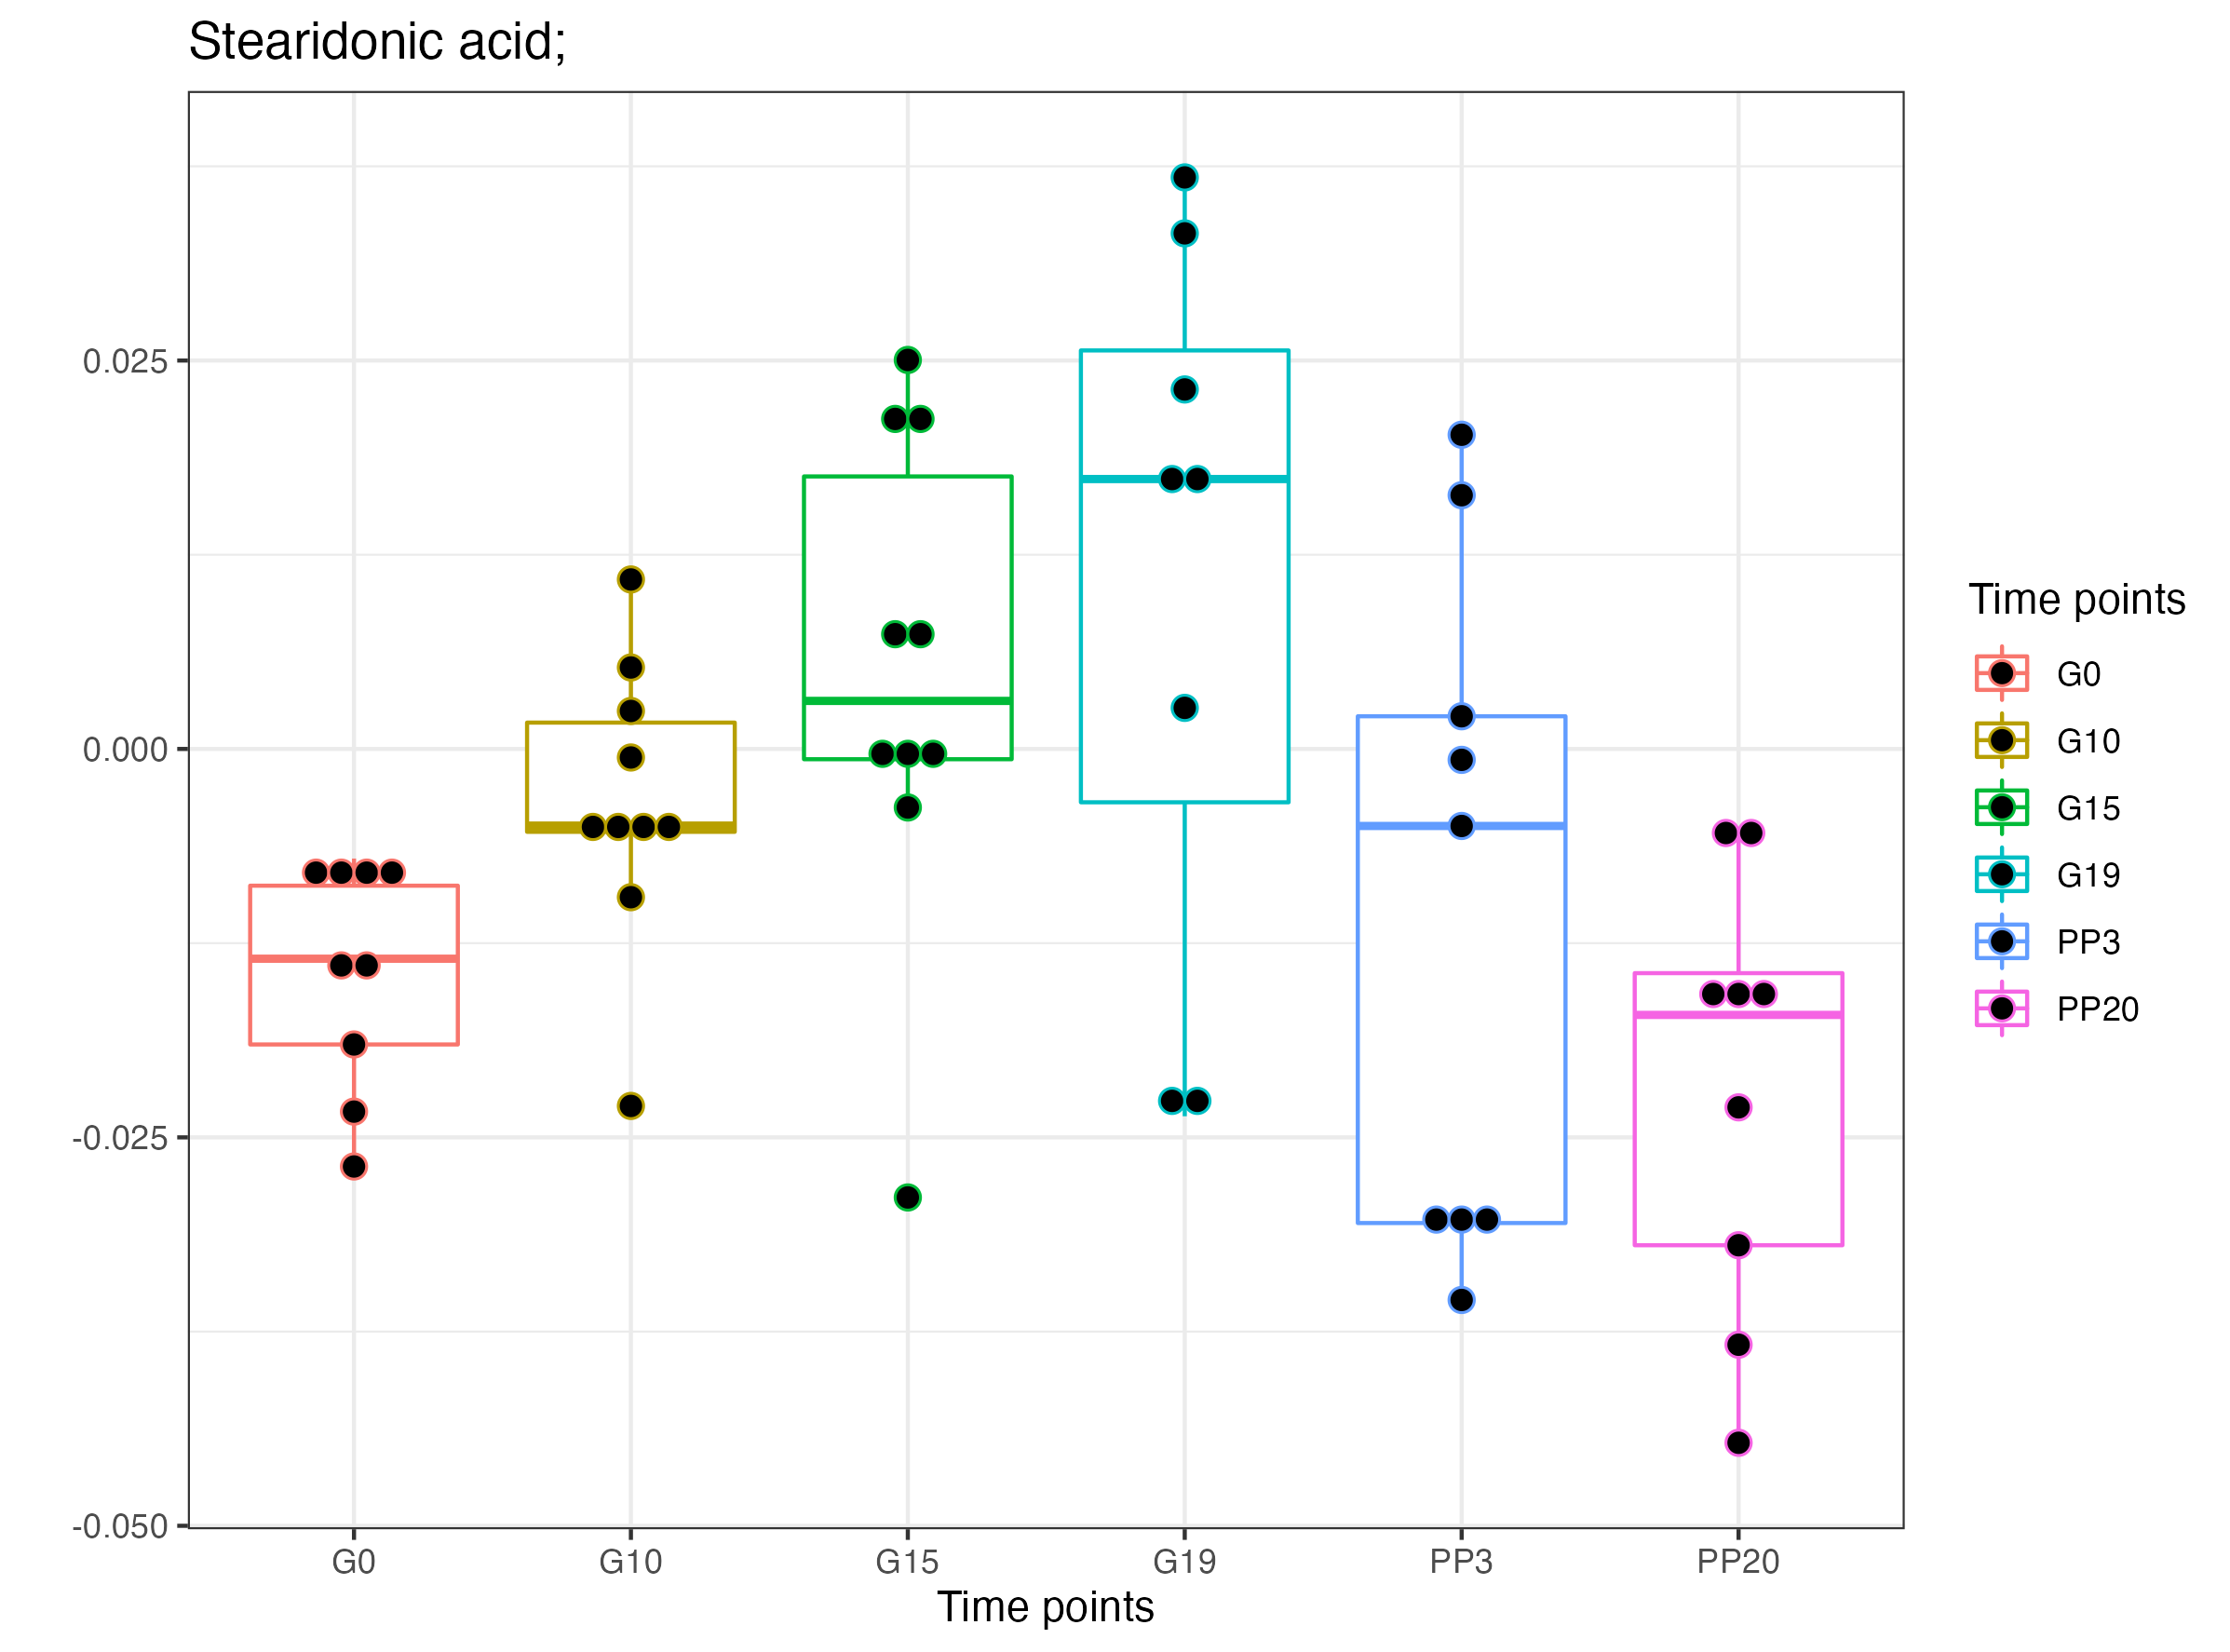 Stearidonic acid;
0.025
0.000
-0.025
-0.050
G0 G10 G15 G19 PP3 PP20
Time points
Time points
G0
G10
G15
G19
PP3
PP20